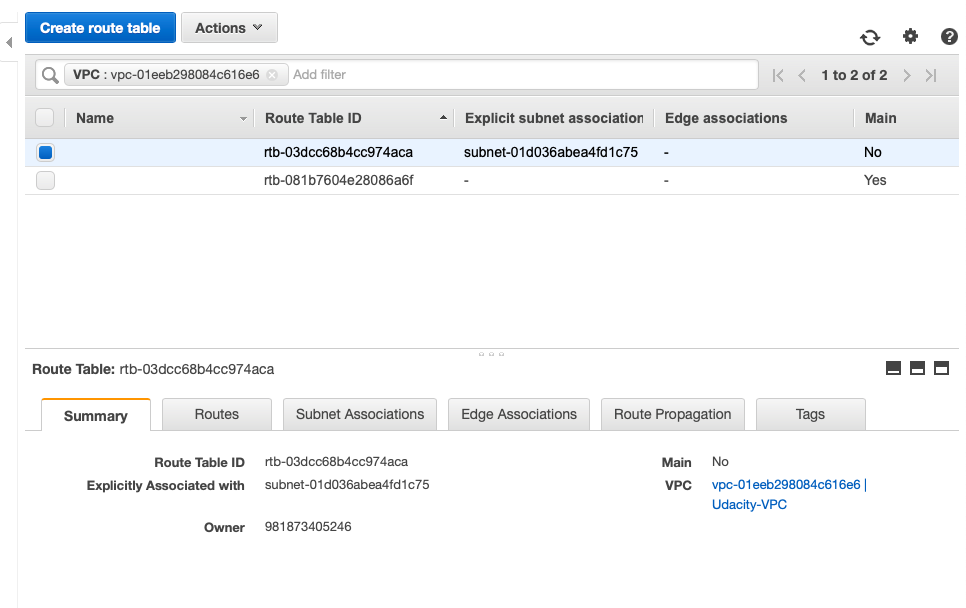 Create route table Actions
VPC : vpc-01eeb298084c616e6 Add filter 1 to 2 of 2
Name Route Table ID Explicit subnet association Edge associations Main
rtb-03dcc68b4cc974aca subnet-01d036abea4fd1c75 - No
rtb-081b7604e28086a6f - - Yes
Route Table: rtb-03dcc68b4cc974aca
Summary Routes Subnet Associations Edge Associations Route Propagation Tags
Route Table ID rtb-03dcc68b4cc974aca Main No
Explicitly Associated with subnet-01d036abea4fd1c75 VPC vpc-01eeb298084c616e6 |
Udacity-VPC
Owner 981873405246